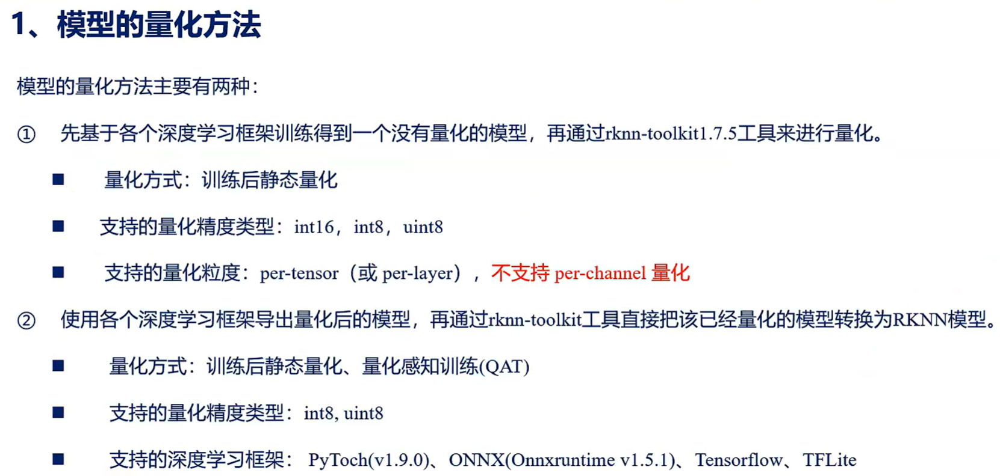 1、模型的量化方法
模型的量化方法主要有两种：
① 先基于各个深度学习框架训练得到一个没有量化的模型，再通过rknn-toolkit1.7.5工具来进行量化。
■ 量化方式：训练后静态量化
■ 支持的量化精度类型：int16，int8，uint8
■ 支持的量化粒度：per-tensor（或 per-layer），不支持 per-channel 量化
② 使用各个深度学习框架导出量化后的模型，再通过rknn-toolkit工具直接把该已经量化的模型转换为RKNN模型。
■ 量化方式：训练后静态量化、量化感知训练(QAT)
■ 支持的量化精度类型：int8, uint8
■ 支持的深度学习框架： PyToch(v1.9.0)、ONNX(Onnxruntime v1.5.1)、Tensorflow、TFLite